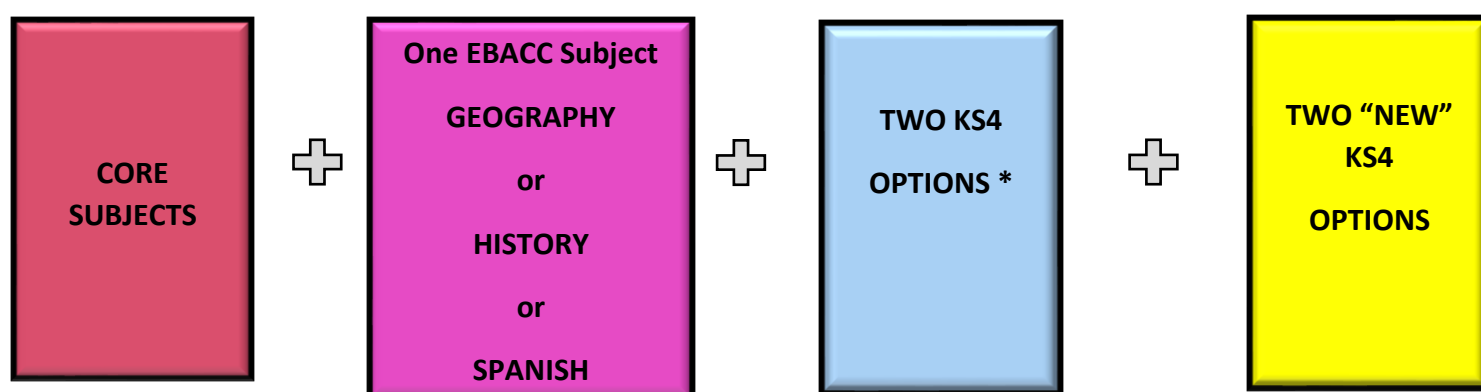 CORE
SUBJECTS
One EBACC Subject
GEOGRAPHY
or
HISTORY
or
SPANISH
TWO KS4
OPTIONS *
TWO “NEW”
KS4
OPTIONS